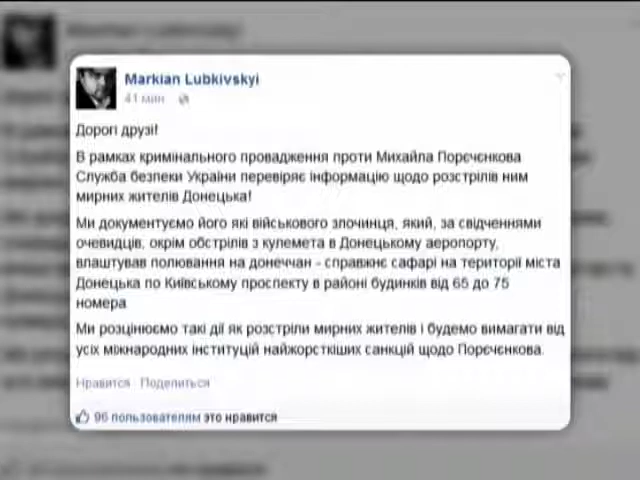 Markian Lubkivskyi
41 мин
Дорогі друзі!
В рамках кримінального провадження проти Михайла Порєчєнкова
Служба безпеки України перевіряє інформацію щодо розстрілів ним
мирних жителів Донецька!
Ми документуємо його які військового злочинця, який, за свідченнями
очевидців, окрім обстрілів з кулемета в Донецькому аеропорту,
влаштував полювання на донеччан - справжнє сафарі на території міста
Донецька по Київському проспекту в районі будинків від 65 до 75
номера
Ми розцінюємо такі дії як розстріли мирних жителів і будемо вимагати від
усіх міжнародних інституцій найжорсткіших санкцій щодо Порєчєнкова.
Нравится Поделиться
96 пользователям это нравится